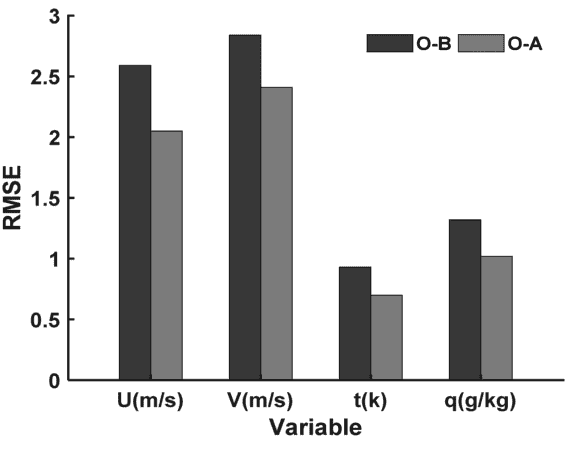 3
O-B O-A
2.5
2
1.5
1
0.5
0
RMSE
U(m/s) V(m/s) t(k) q(g/kg)
Variable